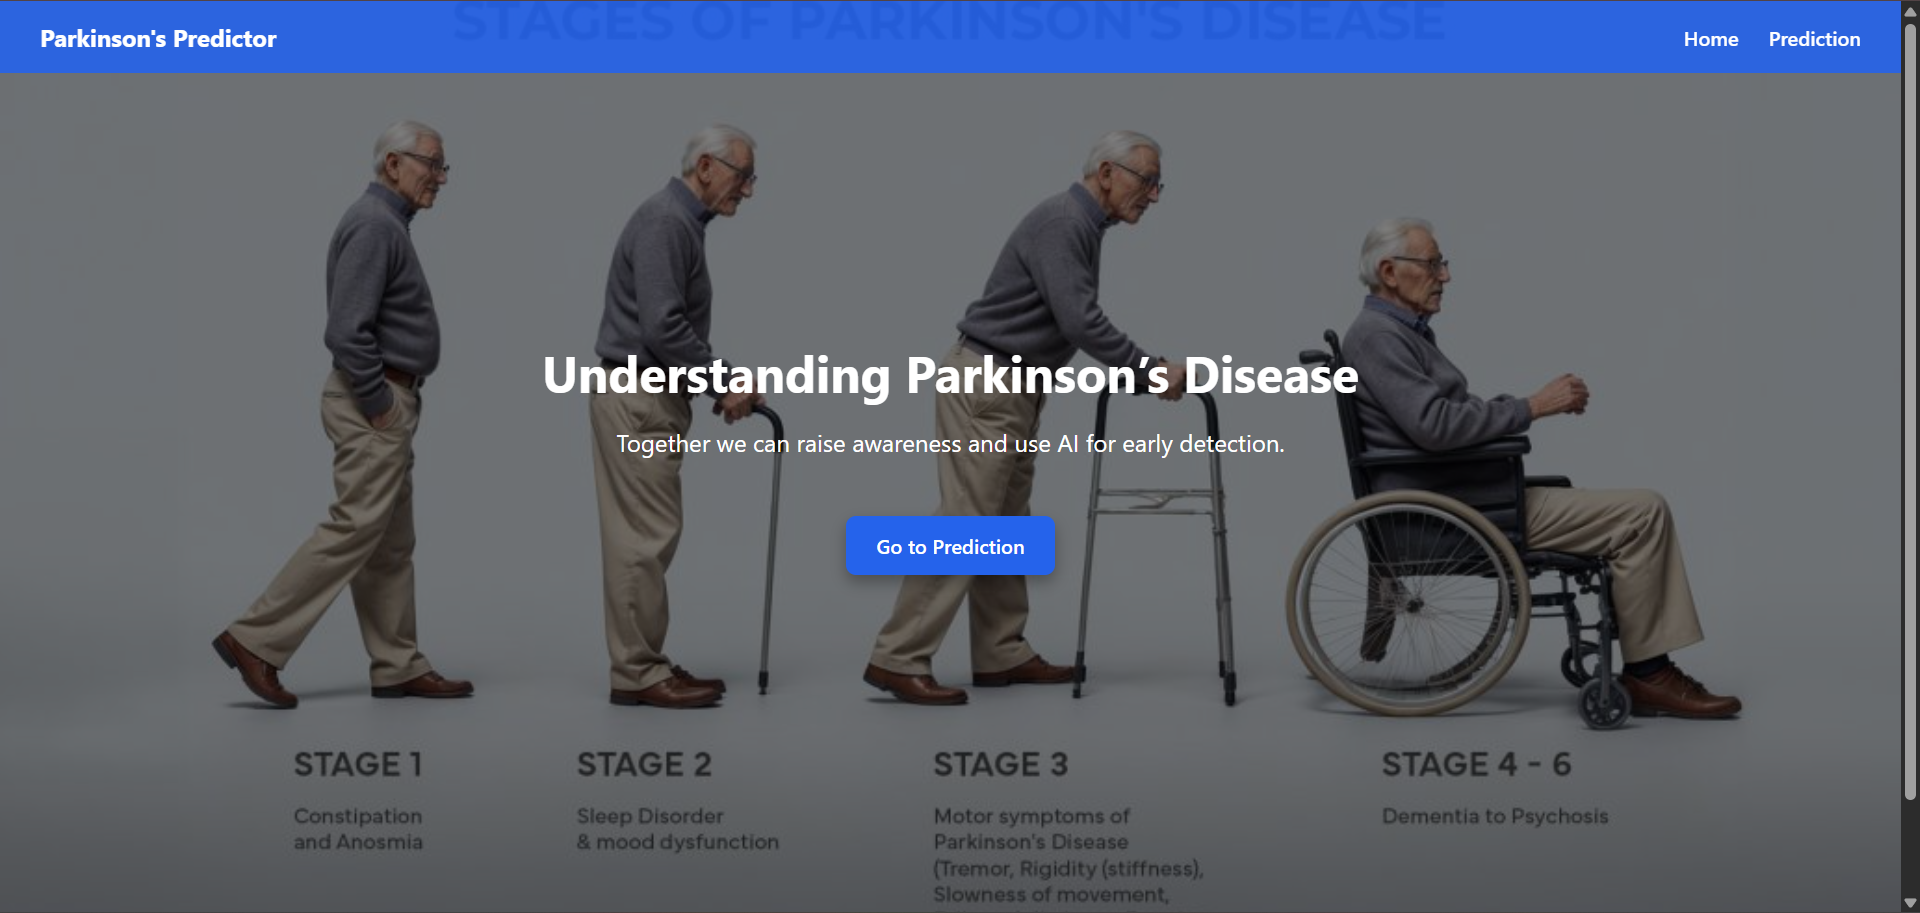 STAGES OF PARKINSON'S DISEASE
Parkinson's Predictor
Home
Prediction
Understanding Parkinson’s Disease
Together we can raise awareness and use AI for early detection.
Go to Prediction
STAGE 1
Constipation
and Anosmia
STAGE 2
Sleep Disorder
& mood dysfunction
STAGE 3
Motor symptoms of
Parkinson's Disease
(Tremor, Rigidity (stiffness),
Slowness of movement,
STAGE 4 - 6
Dementia to Psychosis